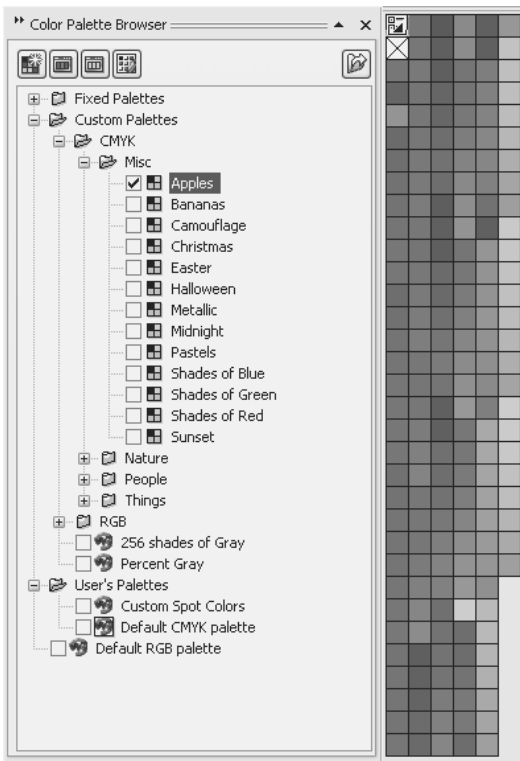 Color Palette Browser
Fixed Palettes
Custom Palettes
CMYK
Misc
Apples
Bananas
Camouflage
Christmas
Easter
Halloween
Metallic
Midnight
Pastels
Shades of Blue
Shades of Green
Shades of Red
Sunset
Nature
People
Things
RGB
256 shades of Gray
Percent Gray
User's Palettes
Custom Spot Colors
Default CMYK palette
Default RGB palette